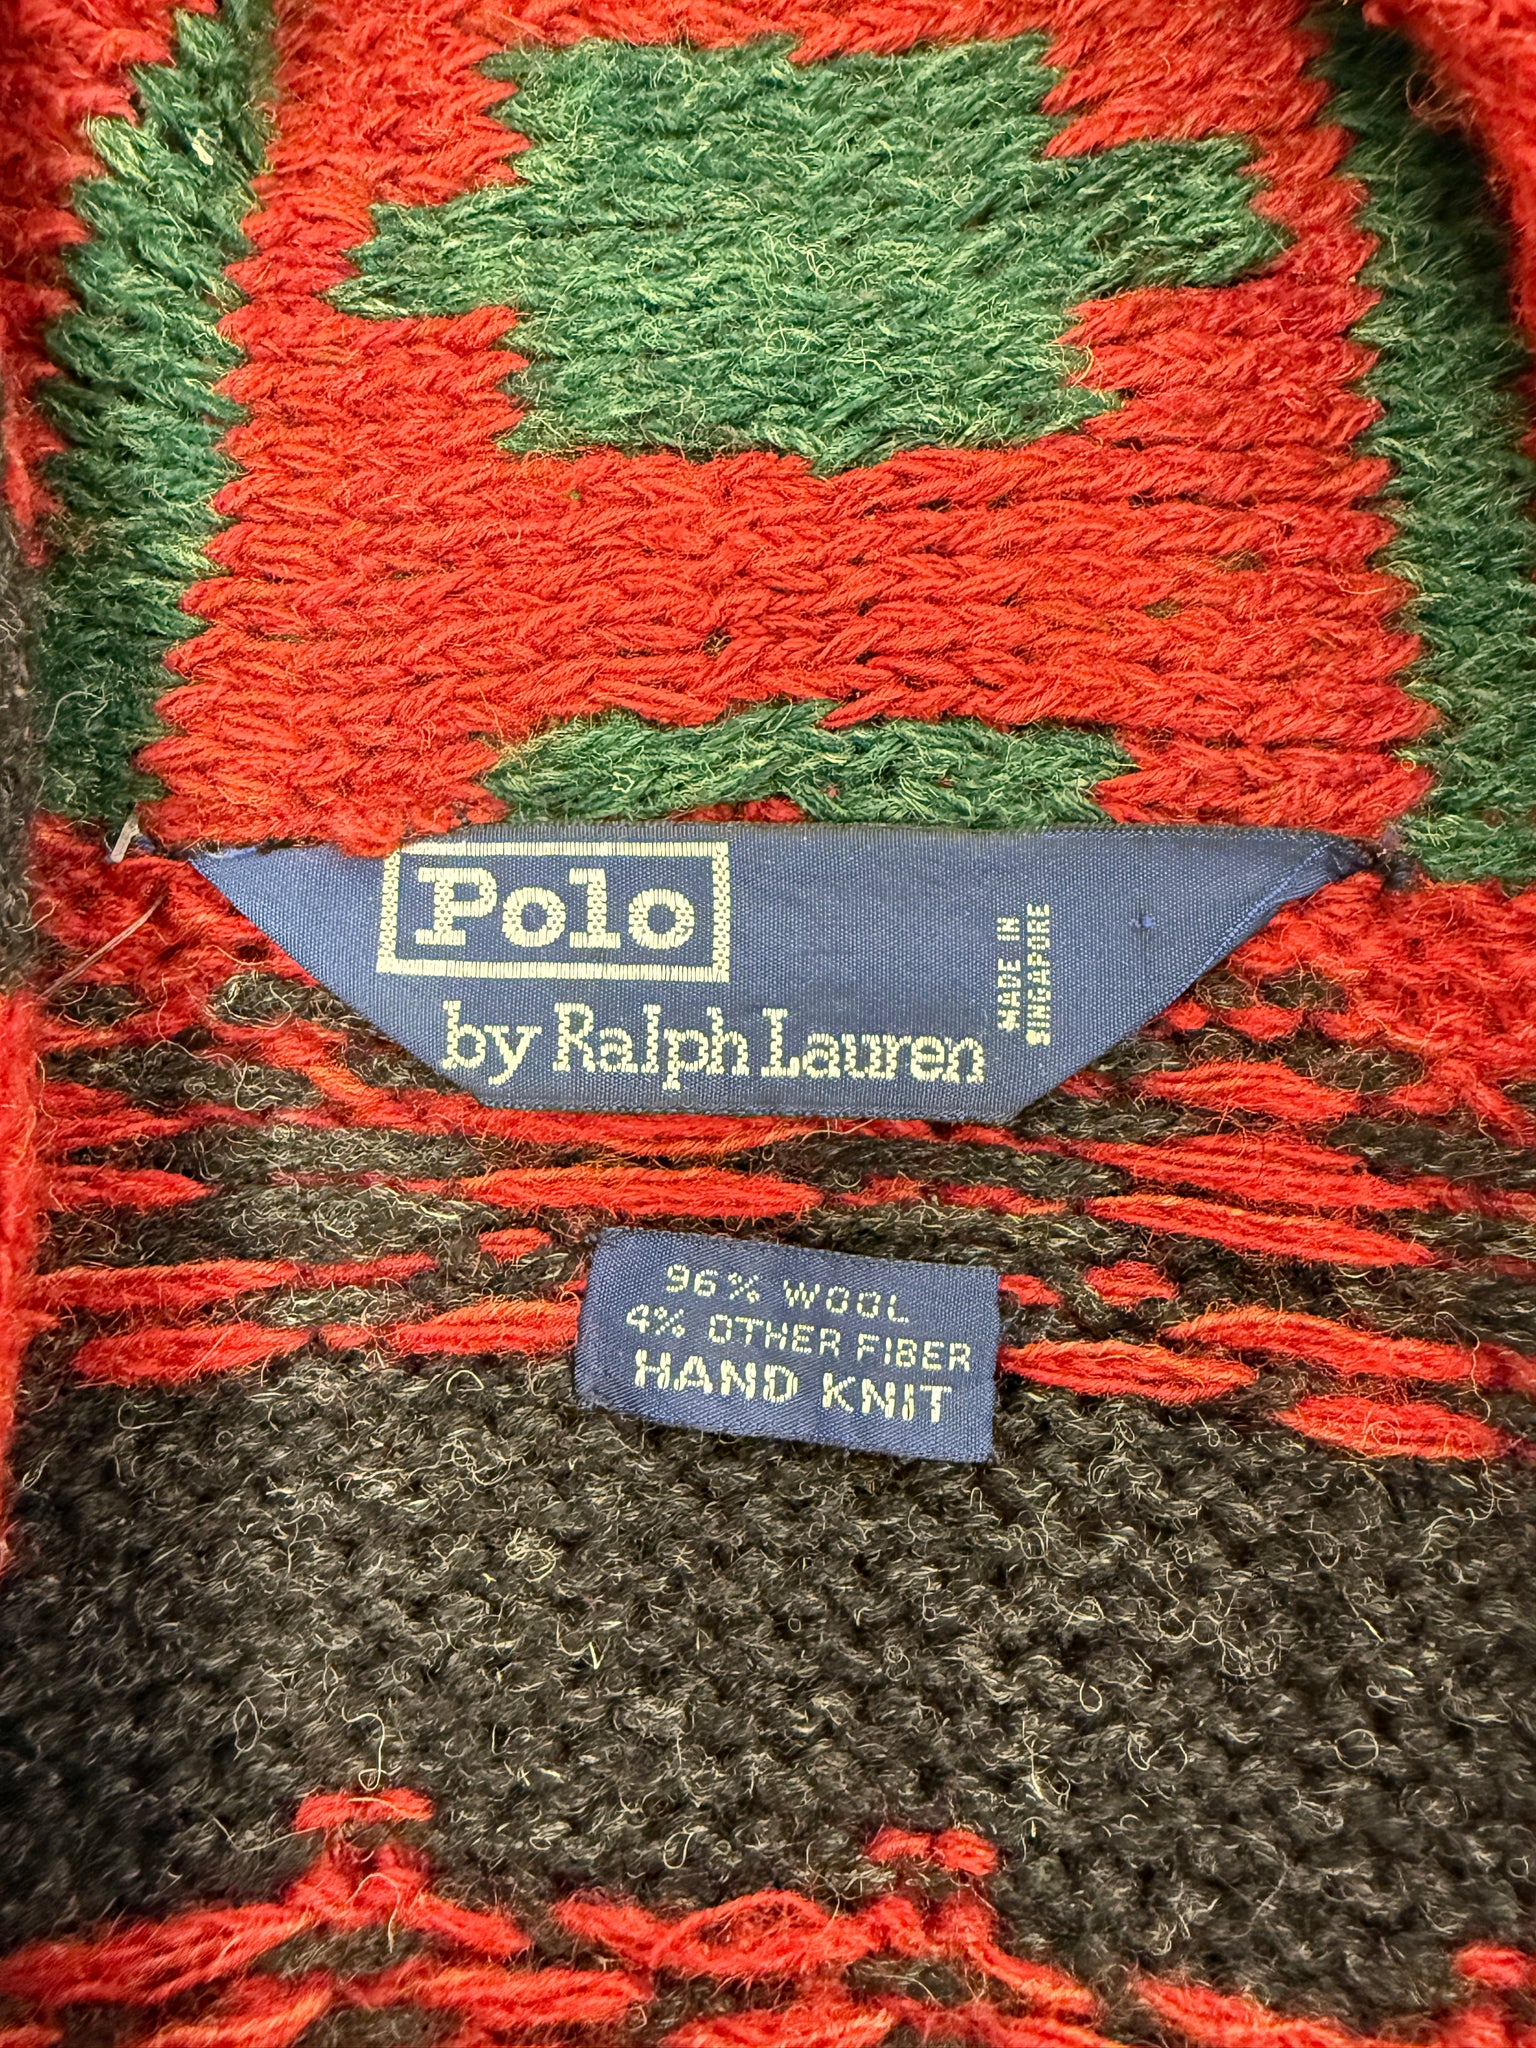 Polo
by Ralph Lauren
MADE IN
SINGAPORE
96% WOOL
4% OTHER FIBER
HAND KNIT